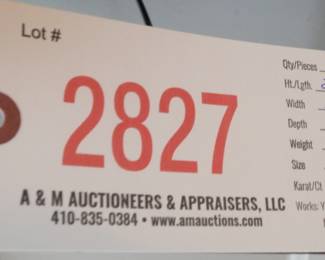 Lot #
2827
A & M AUCTIONEERS & APPRAISERS, LLC
410-835-0384 • www.amauctions.com
Qty/Pieces
Ht./Lgth.
Width
Depth
Weight
Size
Karat/Ct
Works: Y